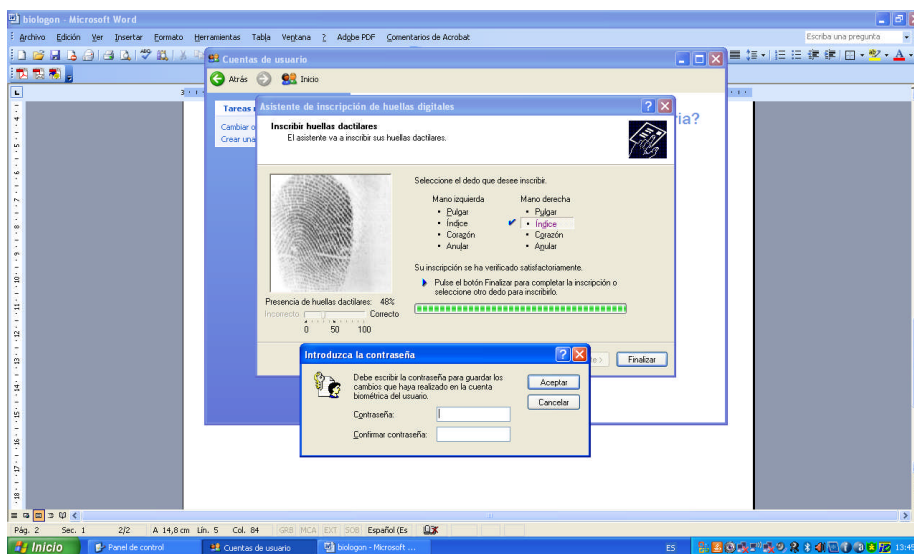 biologon - Microsoft Word
Archivo Edición Ver Insertar Formato Herramientas Tabla Ventana ? Adobe PDF Comentarios de Acrobat
Escriba una pregunta
Cuentas de usuario
Atrás Inicio
Tareas
Cambiar
Crear una
ria?
Asistente de inscripción de huellas digitales
Inscribir huellas dactilares
El asistente va a inscribir sus huellas dactilares.
Seleccione el dedo que desee inscribir.
Mano izquierda Mano derecha
Pulgar Pulgar
Índice Índice
Corazón Corazón
Anular Anular
Su inscripción se ha verificado satisfactoriamente.
Pulse el botón Finalizar para completar la inscripción o
seleccione otro dedo para inscribirlo.
Presencia de huellas dactilares: 48%
Incorrecto Correcto
0 50 100
Finalizar
Introduzca la contraseña
Debe escribir la contraseña para guardar los
cambios que haya realizado en la cuenta
biométrica del usuario.
Aceptar
Cancelar
Contraseña:
Confirmar contraseña:
Pág. 2 Sec. 1 2/2 A 14,8 cm Lín. 5 Col. 84 GRB MCA EXT SOB Español (Es
Inicio Panel de control Cuentas de usuario biologon - Microsoft ... ES